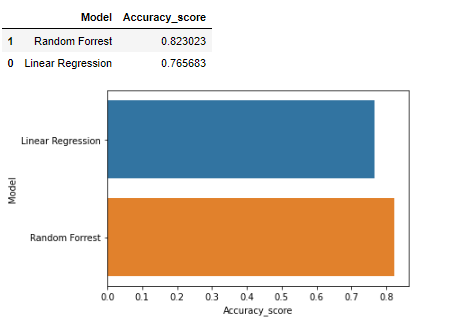 Model Accuracy_score
1 Random Forrest 0.823023
0 Linear Regression 0.765683
Linear Regression
Model
Random Forrest
0.0 0.1 0.2 0.3 0.4 0.5 0.6 0.7 0.8
Accuracy_score